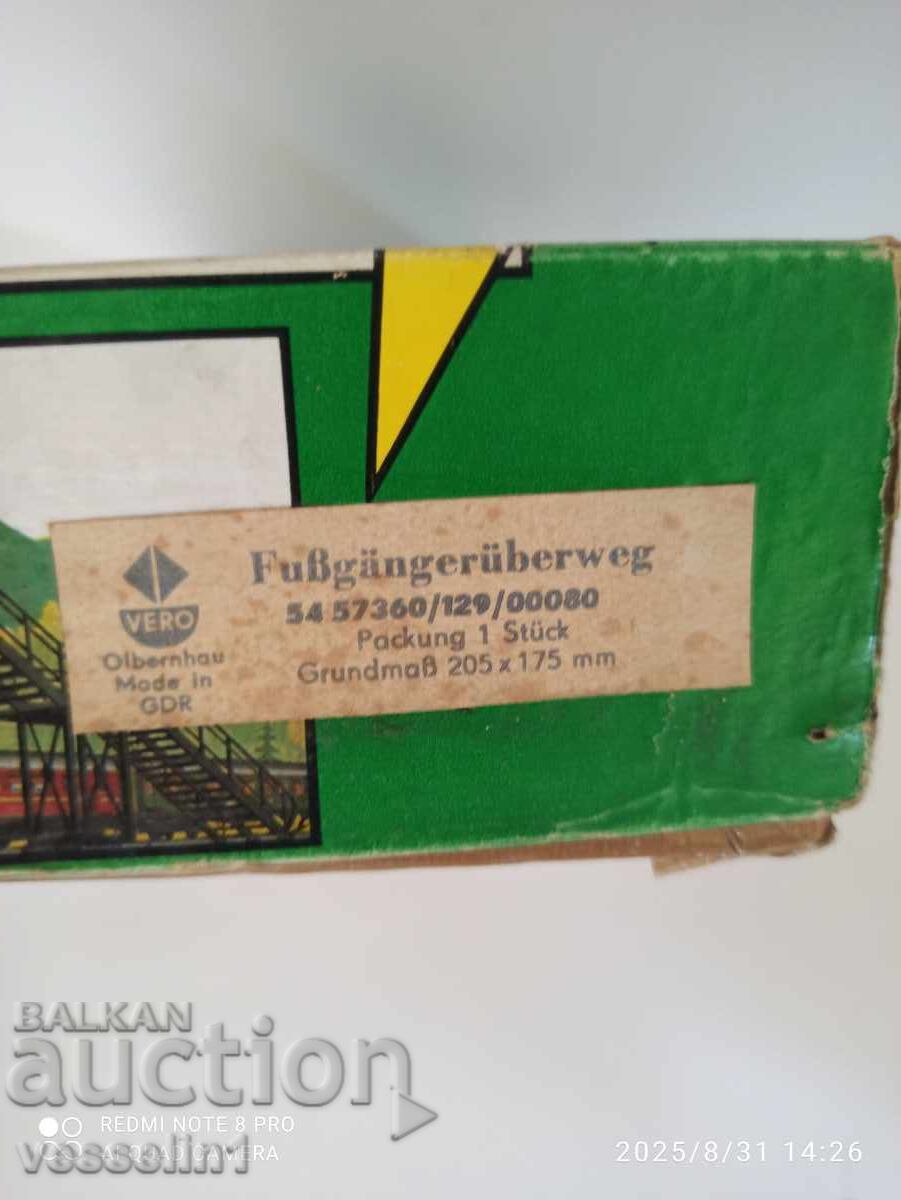 VERO
Olbernhau
Made in
GDR
Fußgängerüberweg
54 57360/129/00080
Packung 1 Stück
Grundmaß 205 x 175 mm
BALKAN
auction
REDMI NOTE 8 PRO
AI QUAD CAMERA
vesselin1
2025/8/31 14:26